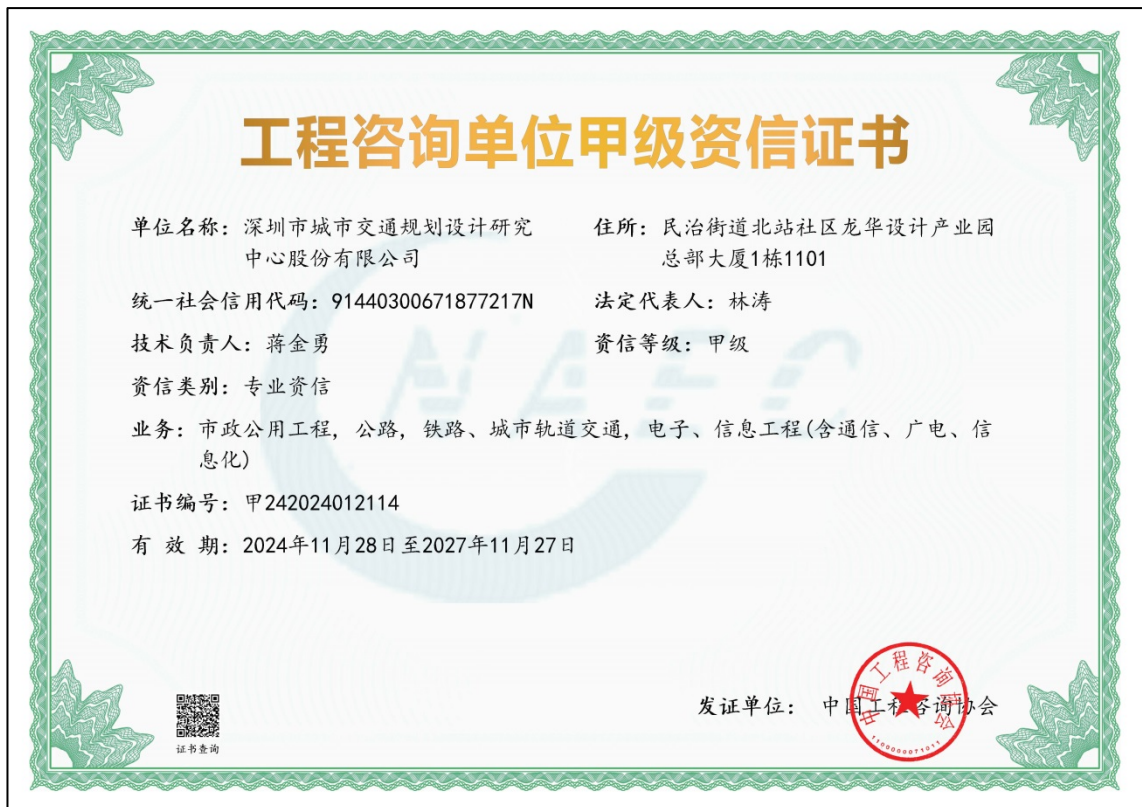 工程咨询单位甲级资信证书
单位名称：深圳市城市交通规划设计研究
中心股份有限公司
住所：民治街道北站社区龙华设计产业园
总部大厦1栋1101
统一社会信用代码：91440300671877217N
法定代表人：林涛
技术负责人：蒋金勇
资信等级：甲级
资信类别：专业资信
业务：市政公用工程，公路，铁路、城市轨道交通，电子、信息工程(含通信、广电、信
息化)
证书编号：甲242024012114
有 效 期：2024年11月28日至2027年11月27日
CNAEC
证书查询
发证单位： 中国工程咨询协会
中国工程咨询协会
1100000071011